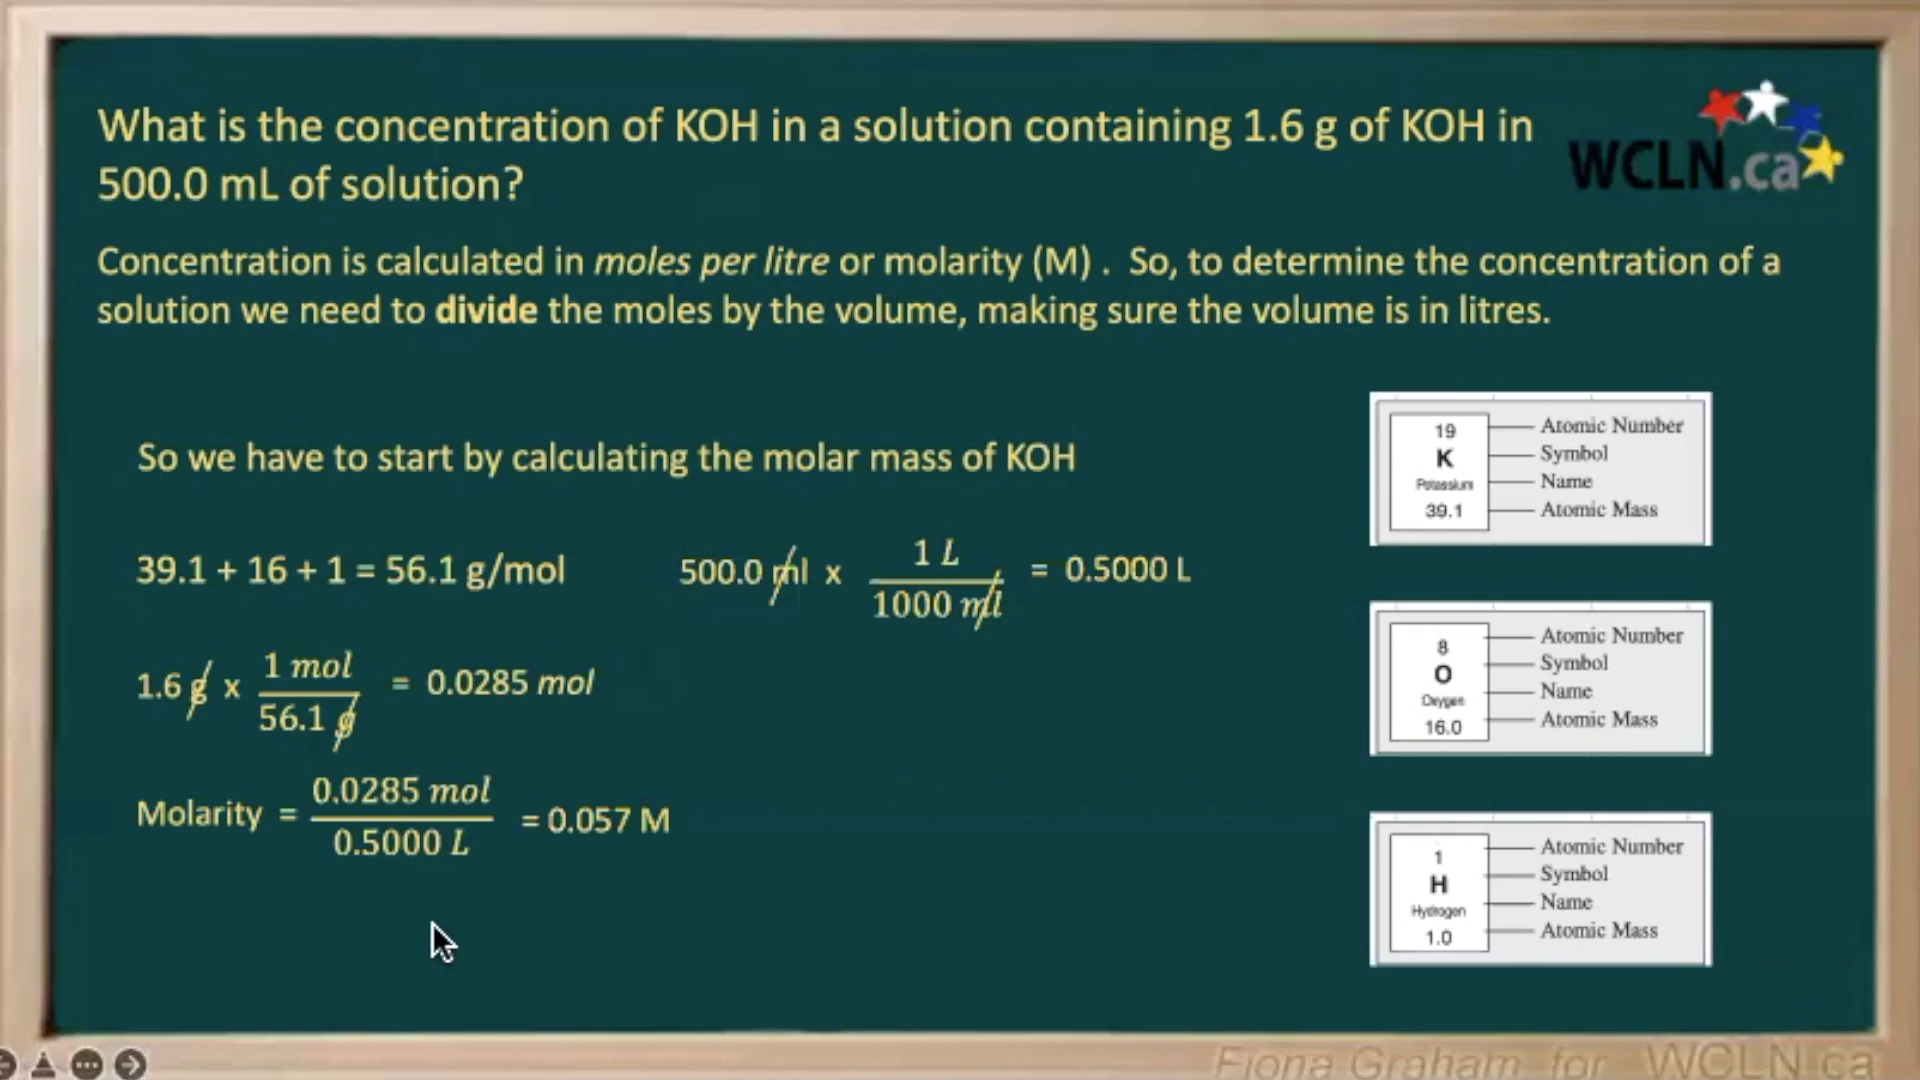 What is the concentration of KOH in a solution containing 1.6 g of KOH in
500.0 mL of solution?
WCLN.ca
Concentration is calculated in moles per litre or molarity (M) . So, to determine the concentration of a
solution we need to divide the moles by the volume, making sure the volume is in litres.
So we have to start by calculating the molar mass of KOH
39.1 + 16 + 1 = 56.1 g/mol
500.0 ml x 1 L / 1000 ml = 0.5000 L
1.6 g x 1 mol / 56.1 g = 0.0285 mol
Molarity = 0.0285 mol / 0.5000 L = 0.057 M
19 Atomic Number
K Symbol
Potassium Name
39.1 Atomic Mass
8 Atomic Number
O Symbol
Oxygen Name
16.0 Atomic Mass
1 Atomic Number
H Symbol
Hydrogen Name
1.0 Atomic Mass
Fiona Graham for WCLN.ca